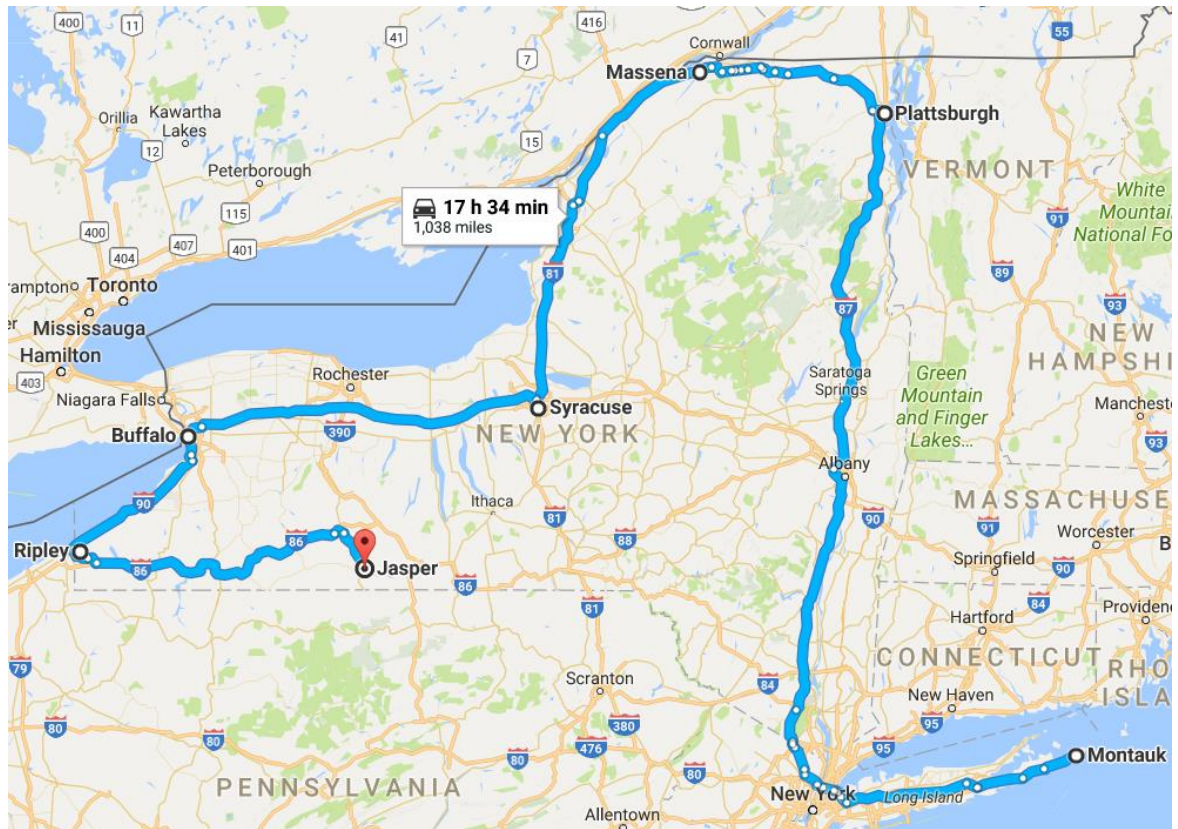 400
11
416
55
41
Cornwall
7
Massena
Orillia
Kawartha
Lakes
12
15
Plattsburgh
Peterborough
VERMONT
White
Mountain
National Fo
17 h 34 min
1,038 miles
115
91
400
407
401
404
89
81
rampton
Toronto
87
93
Mississauga
NEW
HAMPSHI
Hamilton
403
Rochester
Saratoga
Springs
Green
Mountain
and Finger
Lakes...
Niagara Falls
Syracuse
Manchest
Buffalo
390
NEW YORK
93
Albany
90
Ithaca
81
90
MASSACHUSE
91
Worcester
86
88
Springfield
90
B
Ripley
86
Jasper
86
84
81
Hartford
Providenc
79
CONNECTICUT
RHO
ISLA
Scranton
84
New Haven
80
80
380
95
476
95
80
80
Montauk
PENNSYLVANIA
New York
Long Island
Allentown